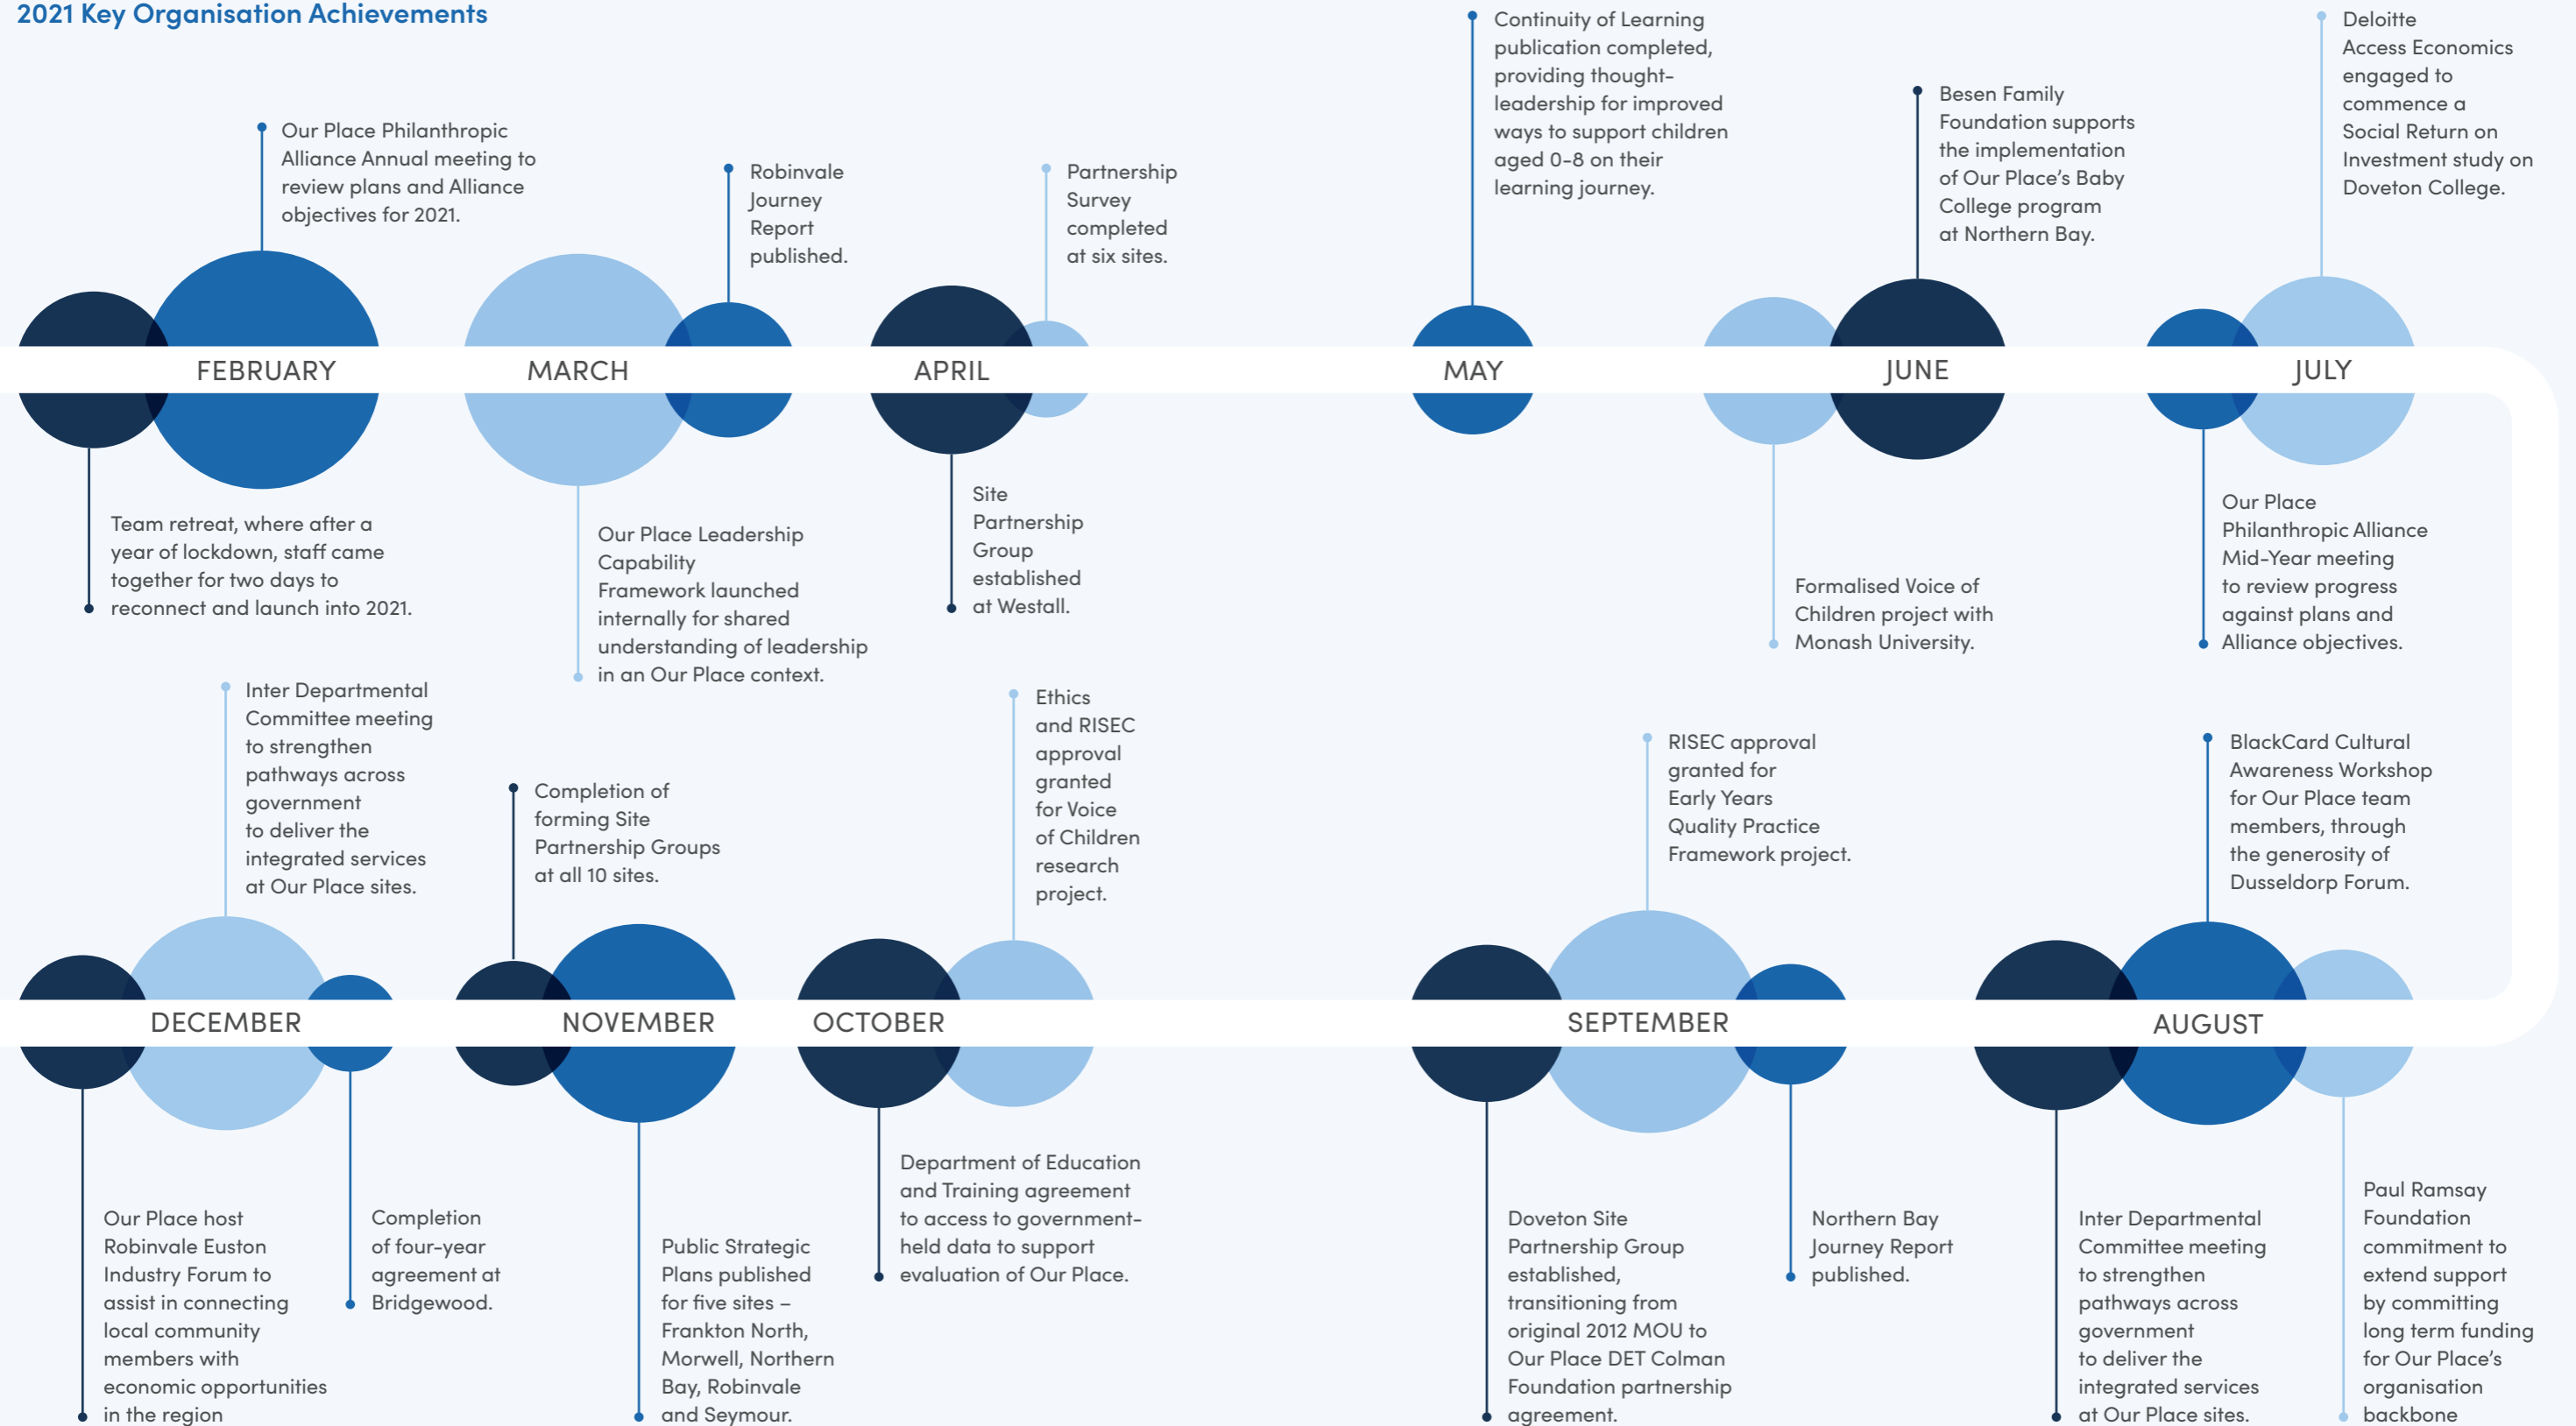 2021 Key Organisation Achievements
Our Place Philanthropic
Alliance Annual meeting to
review plans and Alliance
objectives for 2021.
Robinvale
Journey
Report
published.
Partnership
Survey
completed
at six sites.
Continuity of Learning
publication completed,
providing thought-
leadership for improved
ways to support children
aged 0-8 on their
learning journey.
Besen Family
Foundation supports
the implementation
of Our Place's Baby
College program
at Northern Bay.
Deloitte
Access Economics
engaged to
commence a
Social Return on
Investment study on
Doveton College.
FEBRUARY
MARCH
APRIL
MAY
JUNE
JULY
Team retreat, where after a
year of lockdown, staff came
together for two days to
reconnect and launch into 2021.
Our Place Leadership
Capability
Framework launched
internally for shared
understanding of leadership
in an Our Place context.
Site
Partnership
Group
established
at Westall.
Formalised Voice of
Children project with
Monash University.
Our Place
Philanthropic Alliance
Mid-Year meeting
to review progress
against plans and
Alliance objectives.
Inter Departmental
Committee meeting
to strengthen
pathways across
government
to deliver the
integrated services
at Our Place sites.
Completion of
forming Site
Partnership Groups
at all 10 sites.
Ethics
and RISEC
approval
granted
for Voice
of Children
research
project.
RISEC approval
granted for
Early Years
Quality Practice
Framework project.
BlackCard Cultural
Awareness Workshop
for Our Place team
members, through
the generosity of
Dusseldorp Forum.
DECEMBER
NOVEMBER
OCTOBER
SEPTEMBER
AUGUST
Our Place host
Robinvale Euston
Industry Forum to
assist in connecting
local community
members with
economic opportunities
in the region
Completion
of four-year
agreement at
Bridgewood.
Public Strategic
Plans published
for five sites –
Frankton North,
Morwell, Northern
Bay, Robinvale
and Seymour.
Department of Education
and Training agreement
to access to government-
held data to support
evaluation of Our Place.
Doveton Site
Partnership Group
established,
transitioning from
original 2012 MOU to
Our Place DET Colman
Foundation partnership
agreement.
Northern Bay
Journey Report
published.
Inter Departmental
Committee meeting
to strengthen
pathways across
government
to deliver the
integrated services
at Our Place sites.
Paul Ramsay
Foundation
commitment to
extend support
by committing
long term funding
for Our Place's
organisation
backbone